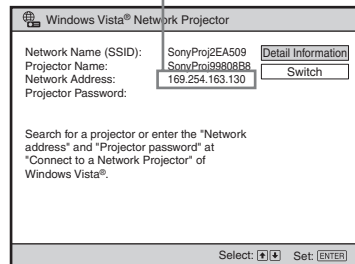 Windows Vista® Network Projector
Network Name (SSID): SonyProj2EA509 Detail Information
Projector Name: SonyProj99808B8
Network Address: 169.254.163.130 Switch
Projector Password:
Search for a projector or enter the "Network
address" and "Projector password" at
"Connect to a Network Projector" of
Windows Vista®.
Select: Set: ENTER